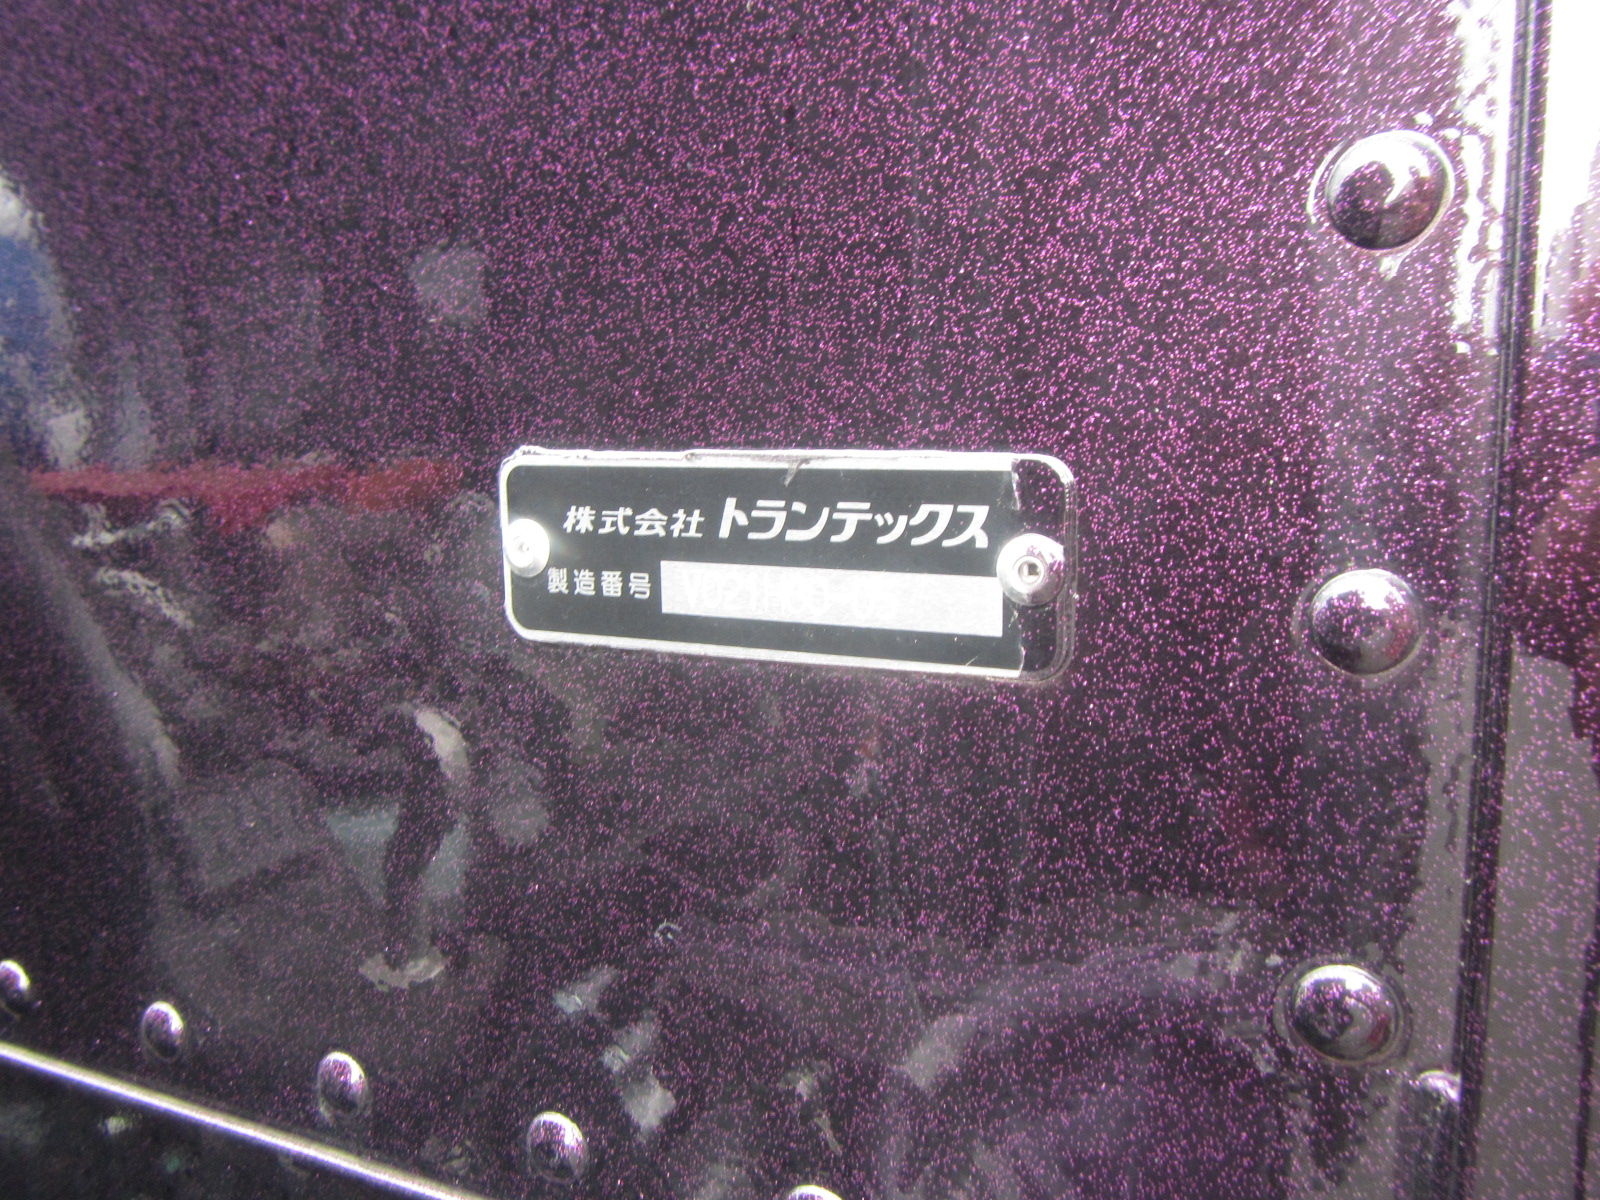 株式会社 トランテックス
製造番号